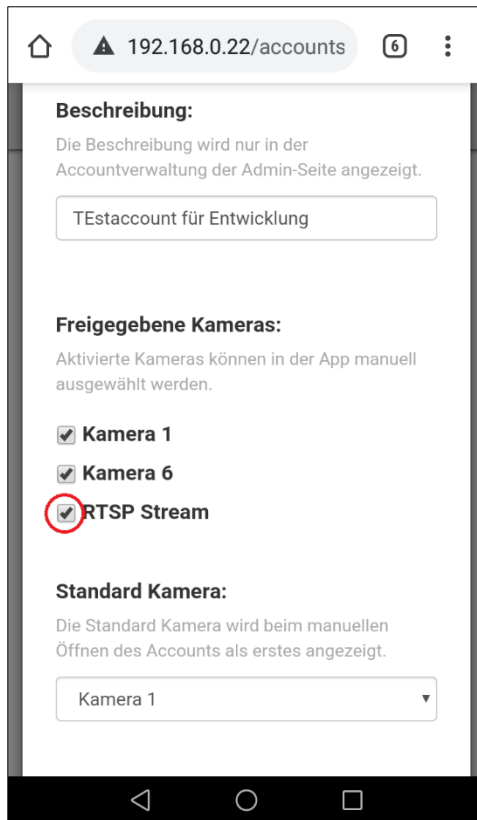 192.168.0.22/accounts
6
Beschreibung:
Die Beschreibung wird nur in der
Accountverwaltung der Admin-Seite angezeigt.
TEstaccount für Entwicklung
Freigegebene Kameras:
Aktivierte Kameras können in der App manuell
ausgewählt werden.
Kamera 1
Kamera 6
RTSP Stream
Standard Kamera:
Die Standard Kamera wird beim manuellen
Öffnen des Accounts als erstes angezeigt.
Kamera 1